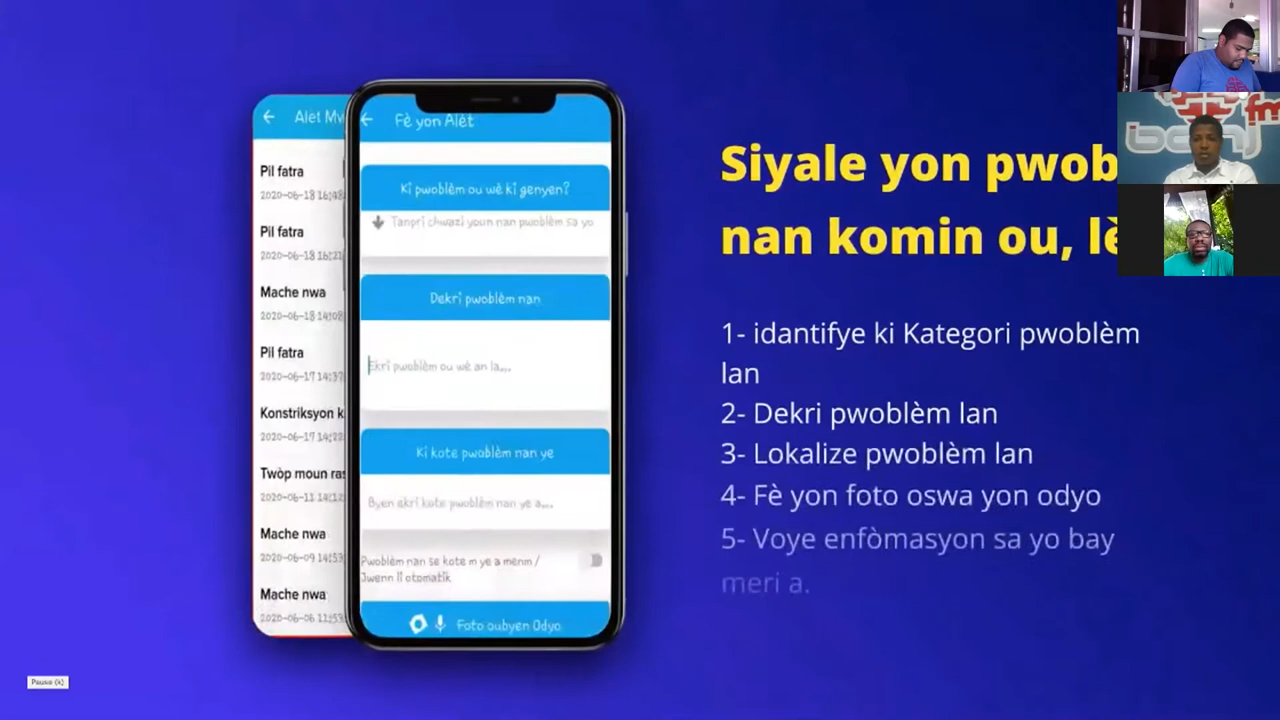 Alèt
Pil fatra
2020-06-18 16:48
Pil fatra
2020-06-18 16:21
Mache nwa
2020-06-18 14:08
Pil fatra
2020-06-17 14:37
Konstriksyon
2020-06-17 14:22
Twòp moun
2020-06-11 14:12
Mache nwa
2020-06-09 14:53
Mache nwa
2020-06-06 11:53
Fè yon Alèt
Ki pwoblèm ou wè ki genyen?
Tanpri chwazi youn nan pwoblèm sa yo
Dekri pwoblèm nan
Ekri pwoblèm ou wè an la...
Ki kote pwoblèm nan ye
Byen ekri kote pwoblèm nan ye a...
Pwoblèm nan se kote m ye a menm /
Jwenn li otomatik
Foto oubyen Odyo
Siyale yon pwob
nan komin ou, lè
1- idantifye ki Kategori pwoblèm
lan
2- Dekri pwoblèm lan
3- Lokalize pwoblèm lan
4- Fè yon foto oswa yon odyo
5- Voye enfòmasyon sa yo bay
meri a.
fm
Pause (k)